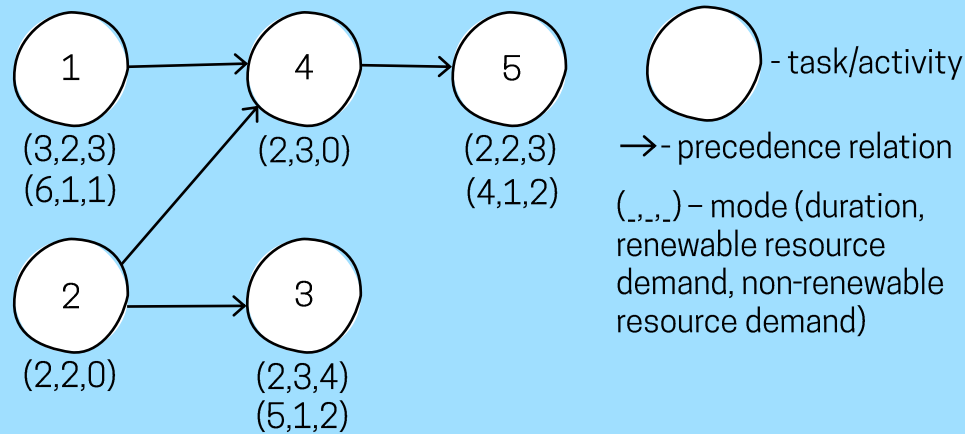 1
4
5
- task/activity
(3,2,3)
(6,1,1)
(2,3,0)
(2,2,3)
(4,1,2)
- precedence relation
(_,_,_) – mode (duration,
renewable resource
demand, non-renewable
resource demand)
2
3
(2,2,0)
(2,3,4)
(5,1,2)